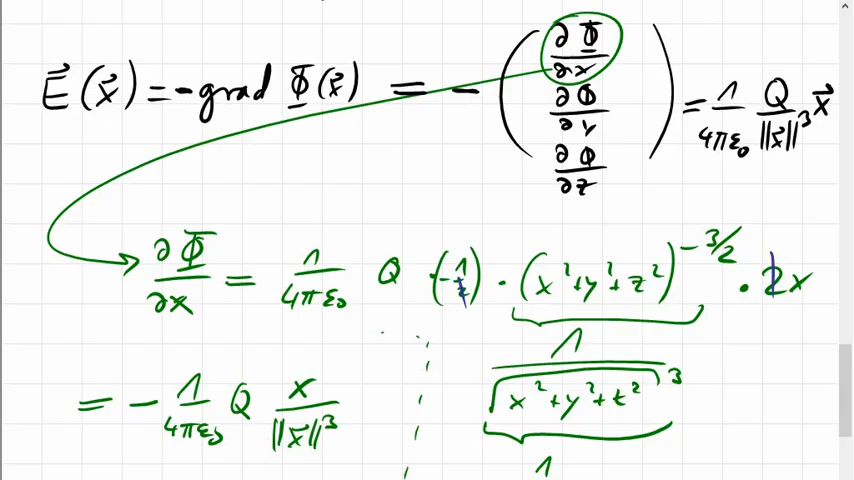 E⃗(x⃗) = -grad Φ(x⃗) = -(∂Φ/∂x ∂Φ/∂y ∂Φ/∂z) = 1/4πε₀ Q/‖x⃗‖³ x⃗
∂Φ/∂x = 1/4πε₀ Q · (-1/2) · (x²+y²+z²)^-3/2 · 2x
1/√(x²+y²+z²)³
= - 1/4πε₀ Q x/‖x⃗‖³
1